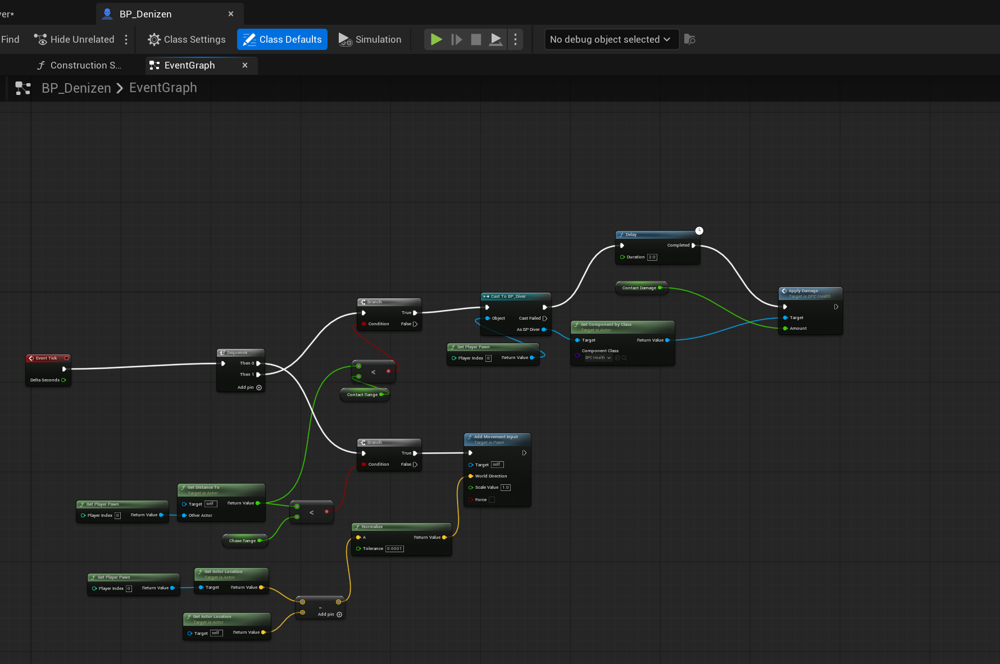 ver*
BP_Denizen
Find
Hide Unrelated
Class Settings
Class Defaults
Simulation
No debug object selected
Construction S...
EventGraph
BP_Denizen > EventGraph
Delay
Completed
Duration 2.0
Contact Damage
Apply Damage
Target is BPC Health
Target
Amount
Branch
True
Condition
False
Cast To BP_Diver
Object
Cast Failed
As BP Diver
Get Component by Class
Target is Actor
Target
Return Value
Component Class
BPC Health
Get Player Pawn
Player Index 0
Return Value
Event Tick
Delta Seconds
Sequence
Then 0
Then 1
Add pin
<
Contact Range
Branch
True
Condition
False
Add Movement Input
Target is Pawn
Target self
World Direction
Scale Value 1.0
Force
Get Distance To
Target is Actor
Target self
Return Value
Other Actor
Get Player Pawn
Player Index 0
Return Value
<
Chase Range
Normalize
A
Return Value
Tolerance 0.0001
Get Player Pawn
Player Index 0
Return Value
Get Actor Location
Target is Actor
Target
Return Value
-
Add pin
Get Actor Location
Target is Actor
Target self
Return Value